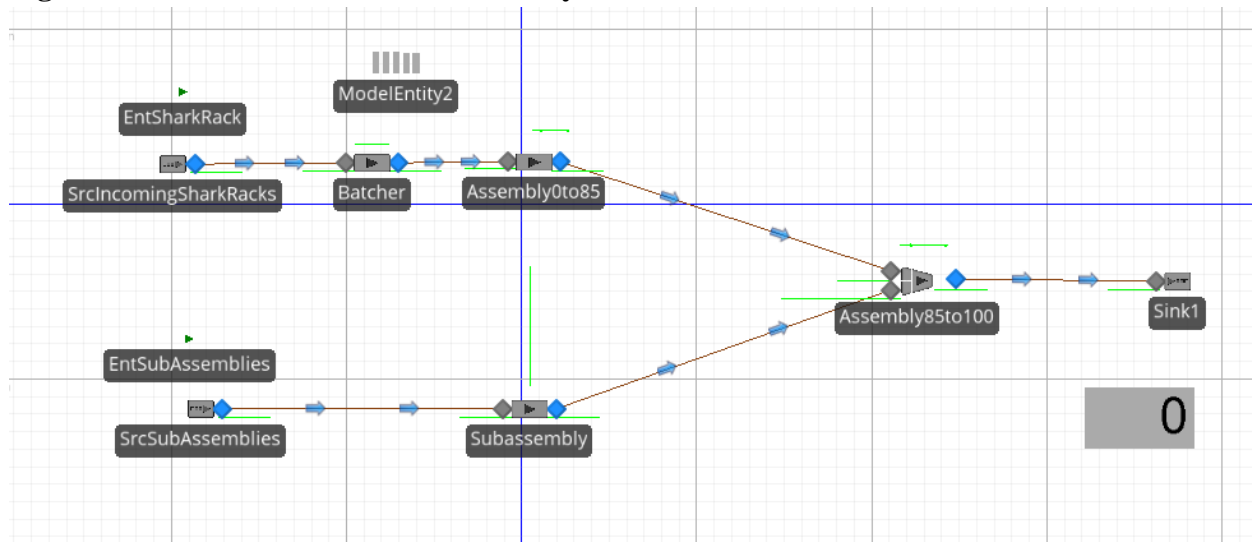 ModelEntity2
EntSharkRack
SrcIncomingSharkRacks
Batcher
Assembly0to85
Assembly85to100
Sink1
EntSubAssemblies
SrcSubAssemblies
Subassembly
0